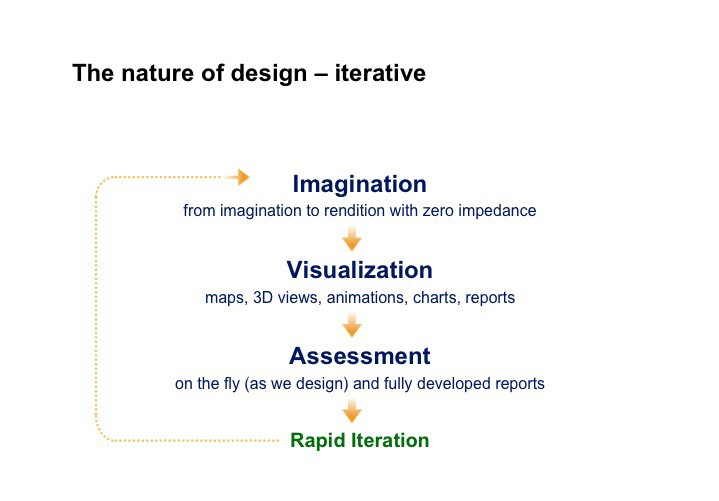 The nature of design – iterative
Imagination
from imagination to rendition with zero impedance
Visualization
maps, 3D views, animations, charts, reports
Assessment
on the fly (as we design) and fully developed reports
Rapid Iteration